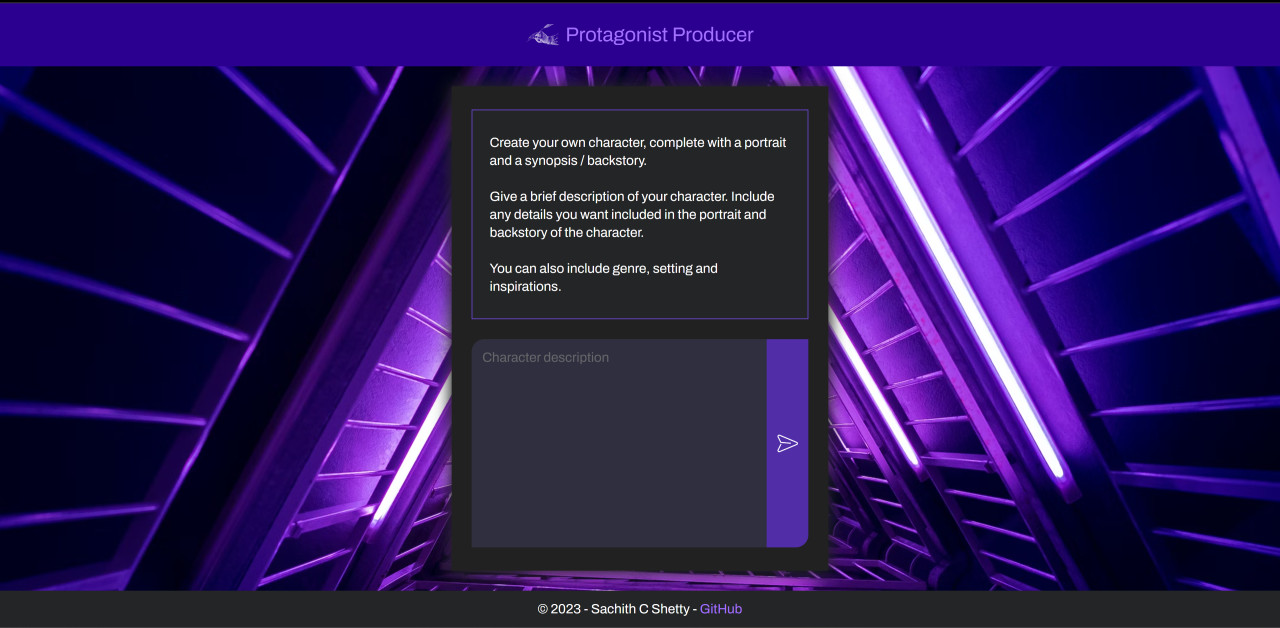 Protagonist Producer
Create your own character, complete with a portrait
and a synopsis / backstory.
Give a brief description of your character. Include
any details you want included in the portrait and
backstory of the character.
You can also include genre, setting and
inspirations.
Character description
© 2023 - Sachith C Shetty - GitHub